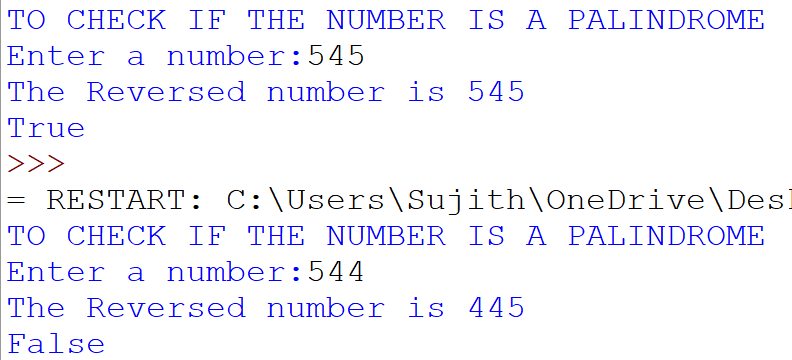 TO CHECK IF THE NUMBER IS A PALINDROME
Enter a number:545
The Reversed number is 545
True
>>>
= RESTART: C:\Users\Sujith\OneDrive\Des
TO CHECK IF THE NUMBER IS A PALINDROME
Enter a number:544
The Reversed number is 445
False